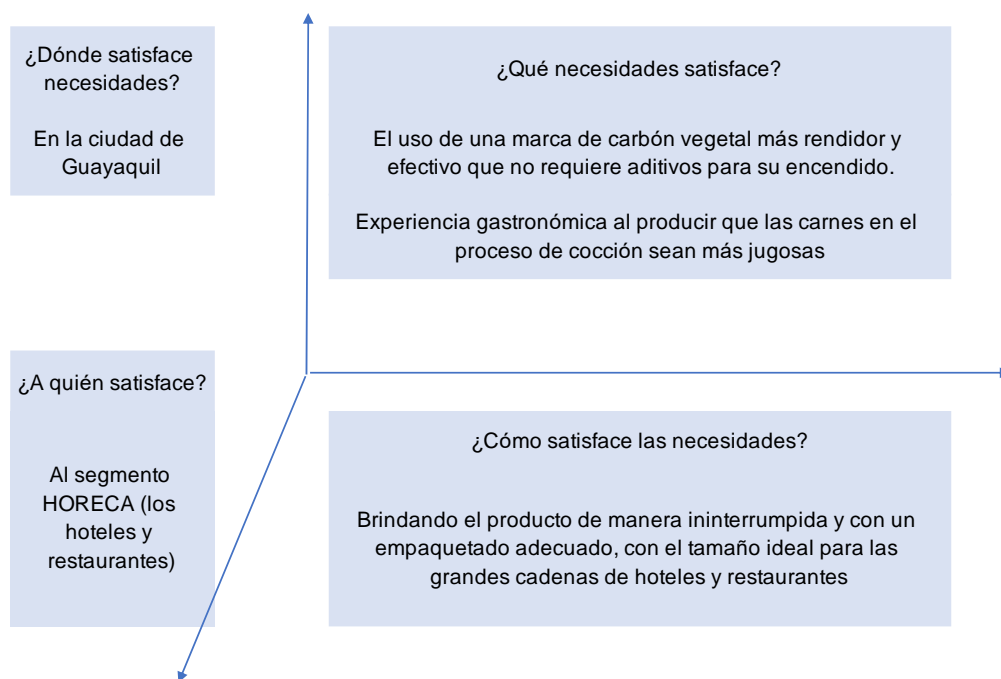 ¿Dónde satisface
necesidades?
En la ciudad de
Guayaquil
¿Qué necesidades satisface?
El uso de una marca de carbón vegetal más rendidor y
efectivo que no requiere aditivos para su encendido.
Experiencia gastronómica al producir que las carnes en el
proceso de cocción sean más jugosas
¿A quién satisface?
Al segmento
HORECA (los
hoteles y
restaurantes)
¿Cómo satisface las necesidades?
Brindando el producto de manera ininterrumpida y con un
empaquetado adecuado, con el tamaño ideal para las
grandes cadenas de hoteles y restaurantes